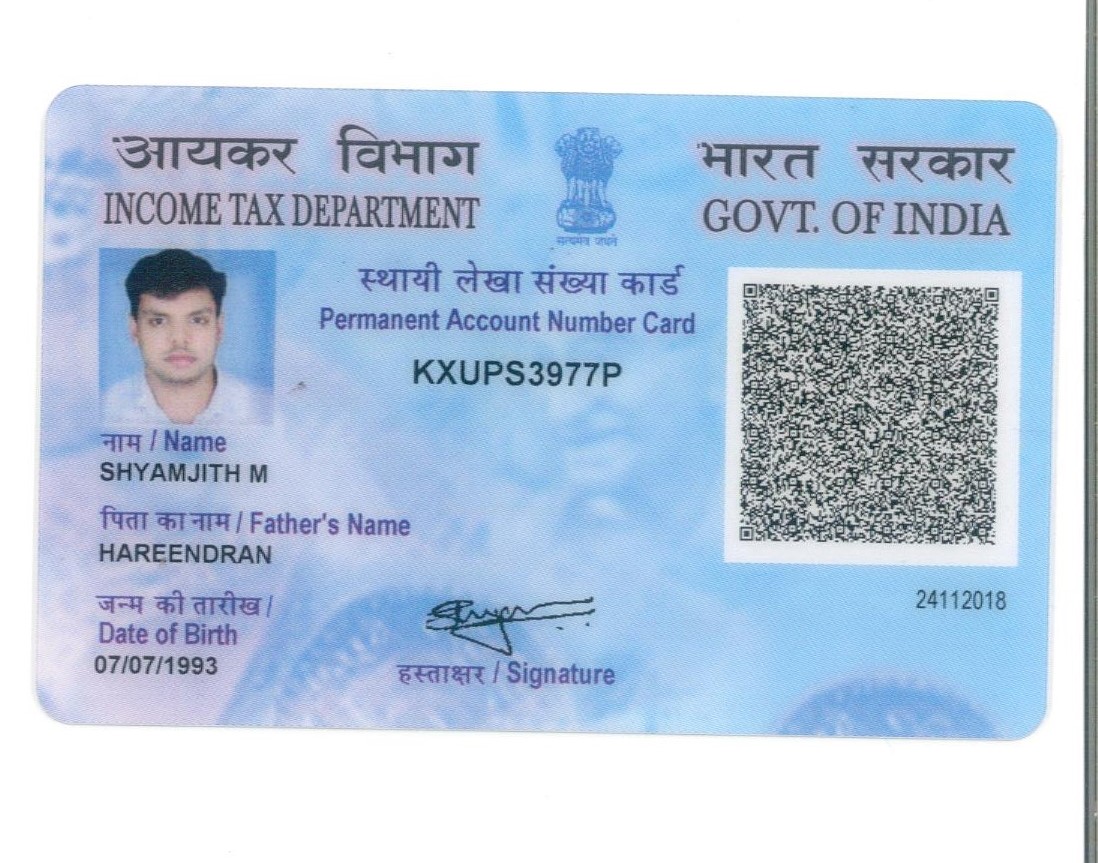 आयकर विभाग
INCOME TAX DEPARTMENT
भारत सरकार
GOVT. OF INDIA
सत्यमेव जयते
स्थायी लेखा संख्या कार्ड
Permanent Account Number Card
KXUPS3977P
नाम / Name
SHYAMJITH M
पिता का नाम / Father's Name
HAREENDRAN
जन्म की तारीख /
Date of Birth
07/07/1993
हस्ताक्षर / Signature
24112018